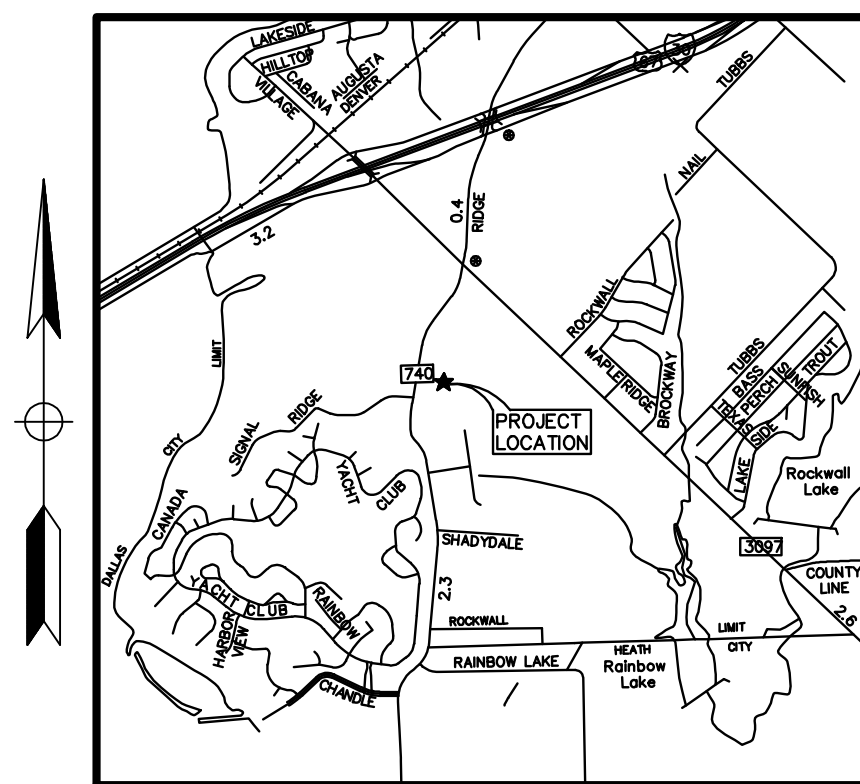 LAKESIDE
HILLTOP
VILLAGE
CABANA
AUGUSTA
DENVER
67
30
TUBBS
NAIL
0.4
RIDGE
3.2
ROCKWALL
LIMIT
MAPLE RIDGE
BROCKWAY
TUBBS
BASS
PERCH
TEXAS
SUNFISH
TROUT
SIDE
LAKE
Rockwall
Lake
740
PROJECT
LOCATION
SIGNAL
RIDGE
CITY
YACHT
CLUB
CANADA
DALLAS
SHADYDALE
3097
COUNTY
LINE
2.6
2.3
YACHT CLUB
RAINBOW
HARBOR
VIEW
ROCKWALL
LIMIT
CITY
HEATH
RAINBOW LAKE
Rainbow
Lake
CHANDLE